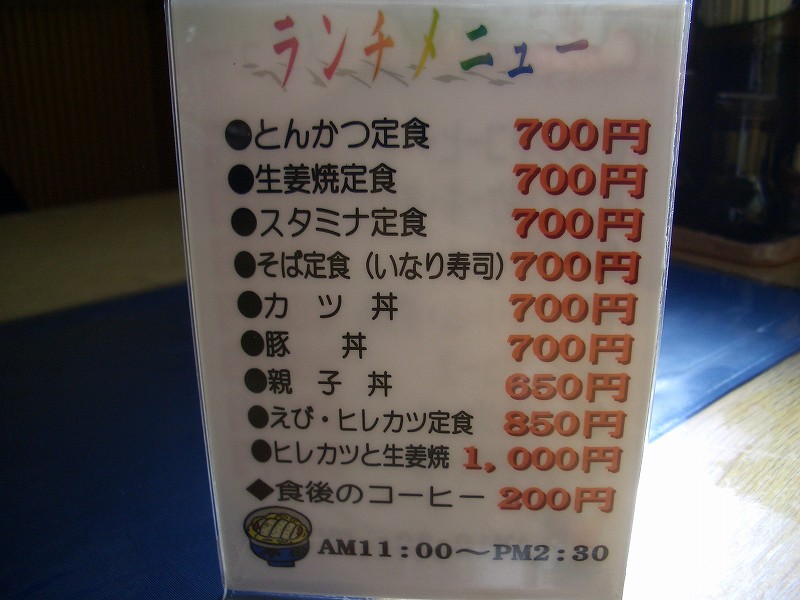 ランチメニュー
●とんかつ定食 700円
●生姜焼定食 700円
●スタミナ定食 700円
●そば定食（いなり寿司）700円
●カツ丼 700円
●豚丼 700円
●親子丼 650円
●えび・ヒレカツ定食 850円
●ヒレカツと生姜焼 1,000円
◆食後のコーヒー 200円
AM11:00～PM2:30